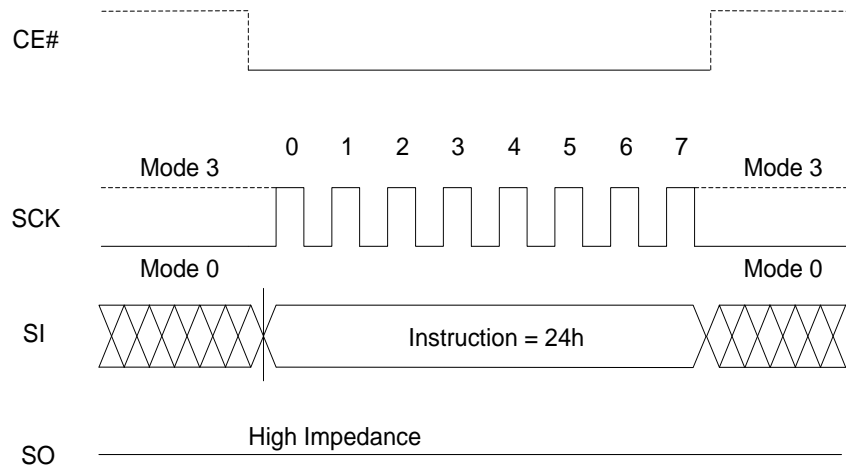 CE#
0 1 2 3 4 5 6 7
Mode 3 Mode 3
SCK
Mode 0 Mode 0
SI Instruction = 24h
High Impedance
SO